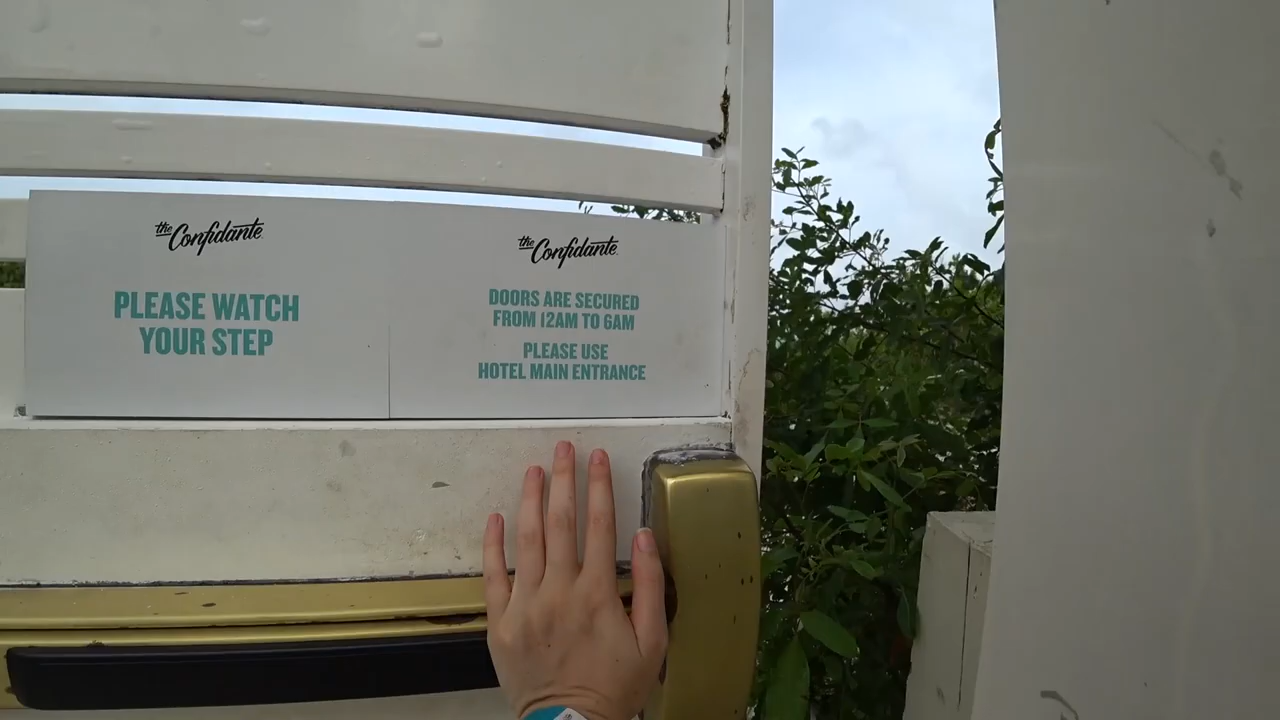 the Confidante
PLEASE WATCH
YOUR STEP
the Confidante
DOORS ARE SECURED
FROM 12AM TO 6AM
PLEASE USE
HOTEL MAIN ENTRANCE